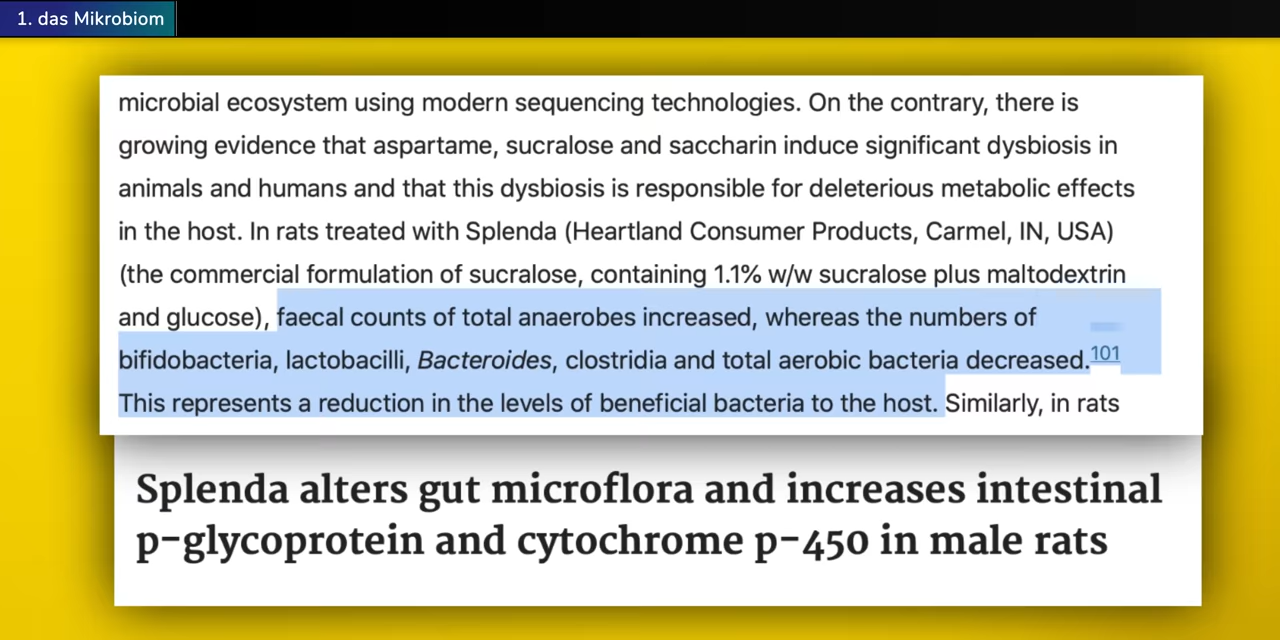 1. das Mikrobiom
microbial ecosystem using modern sequencing technologies. On the contrary, there is
growing evidence that aspartame, sucralose and saccharin induce significant dysbiosis in
animals and humans and that this dysbiosis is responsible for deleterious metabolic effects
in the host. In rats treated with Splenda (Heartland Consumer Products, Carmel, IN, USA)
(the commercial formulation of sucralose, containing 1.1% w/w sucralose plus maltodextrin
and glucose), faecal counts of total anaerobes increased, whereas the numbers of
bifidobacteria, lactobacilli, Bacteroides, clostridia and total aerobic bacteria decreased.101
This represents a reduction in the levels of beneficial bacteria to the host. Similarly, in rats
Splenda alters gut microflora and increases intestinal
p-glycoprotein and cytochrome p-450 in male rats